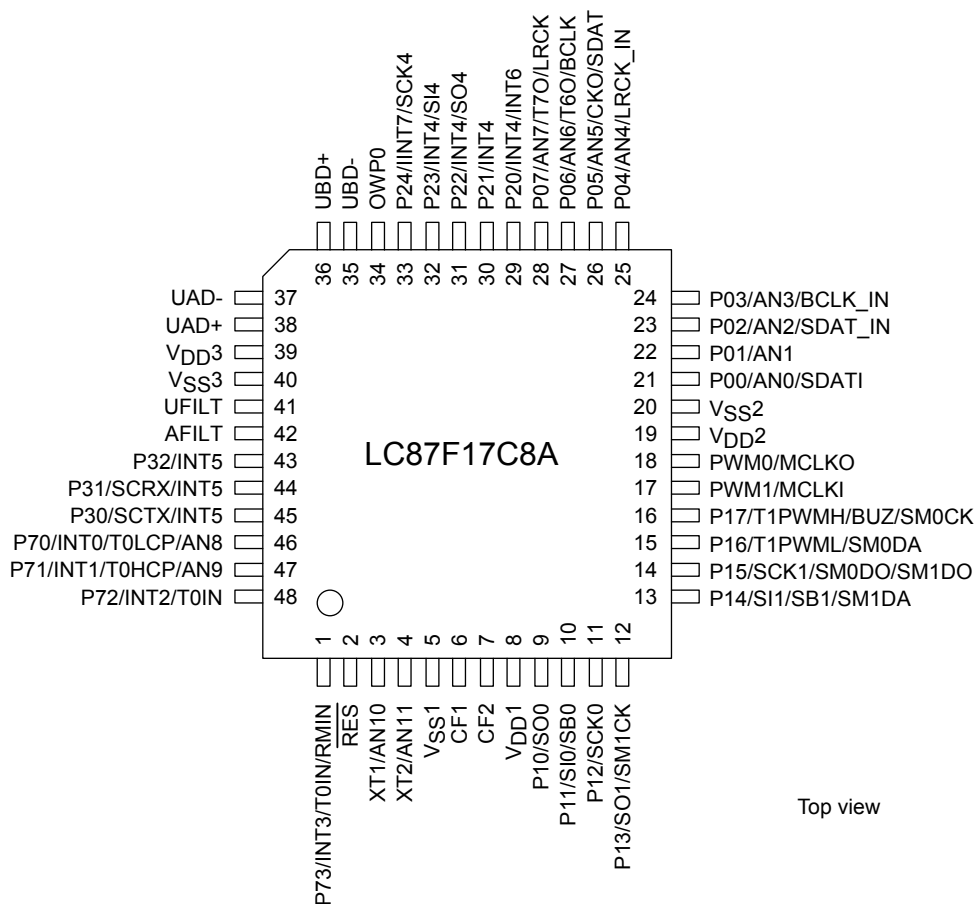 UBD+
UBD-
OWP0
P24/IINT7/SCK4
P23/INT4/SI4
P22/INT4/SO4
P21/INT4
P20/INT4/INT6
P07/AN7/T7O/LRCK
P06/AN6/T6O/BCLK
P05/AN5/CKO/SDAT
P04/AN4/LRCK_IN
36 35 34 33 32 31 30 29 28 27 26 25
UAD- 37
UAD+ 38
VDD3 39
VSS3 40
UFILT 41
AFILT 42
P32/INT5 43
P31/SCRX/INT5 44
P30/SCTX/INT5 45
P70/INT0/T0LCP/AN8 46
P71/INT1/T0HCP/AN9 47
P72/INT2/T0IN 48
LC87F17C8A
24 P03/AN3/BCLK_IN
23 P02/AN2/SDAT_IN
22 P01/AN1
21 P00/AN0/SDATI
20 VSS2
19 VDD2
18 PWM0/MCLKO
17 PWM1/MCLKI
16 P17/T1PWMH/BUZ/SM0CK
15 P16/T1PWML/SM0DA
14 P15/SCK1/SM0DO/SM1DO
13 P14/SI1/SB1/SM1DA
1 2 3 4 5 6 7 8 9 10 11 12
P73/INT3/T0IN/RMIN
RES
XT1/AN10
XT2/AN11
VSS1
CF1
CF2
VDD1
P10/SO0
P11/SI0/SB0
P12/SCK0
P13/SO1/SM1CK
Top view